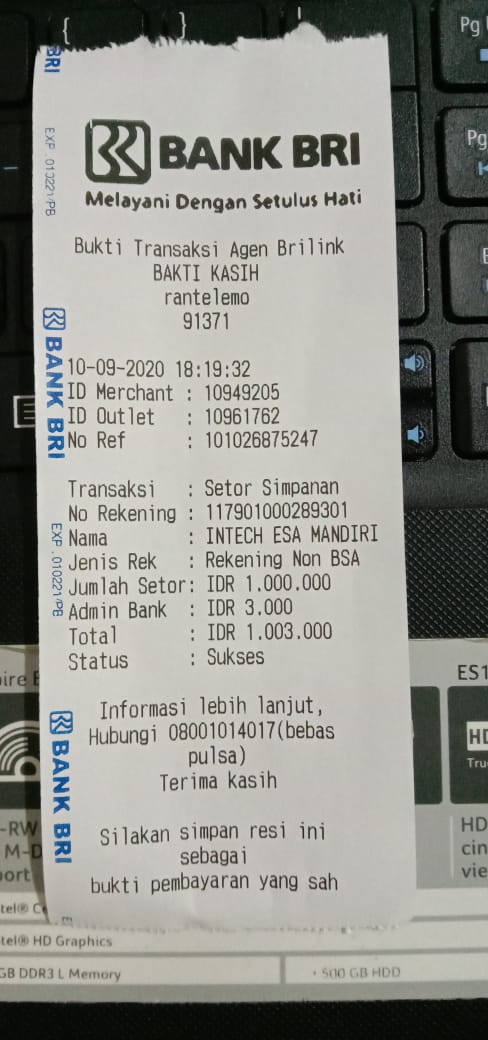 {
}
Pg
Pg
BRI
EXP. 010221/PB
BANK BRI
Melayani Dengan Setulus Hati
Bukti Transaksi Agen Brilink
BAKTI KASIH
rantelemo
91371
BANK BRI
10-09-2020 18:19:32
ID Merchant : 10949205
ID Outlet : 10961762
No Ref : 101026875247
EXP. 010221/PB
Transaksi : Setor Simpanan
No Rekening : 117901000289301
Nama : INTECH ESA MANDIRI
Jenis Rek : Rekening Non BSA
Jumlah Setor: IDR 1.000.000
Admin Bank : IDR 3.000
Total : IDR 1.003.000
Status : Sukses
BANK BRI
Informasi lebih lanjut,
Hubungi 08001014017(bebas
pulsa)
Terima kasih
Silakan simpan resi ini
sebagai
bukti pembayaran yang sah
ES1
HD
Tru
-RW
M-D
ort
HD
cin
vie
tel® HD Graphics
GB DDR3 L Memory
• 500 GB HDD